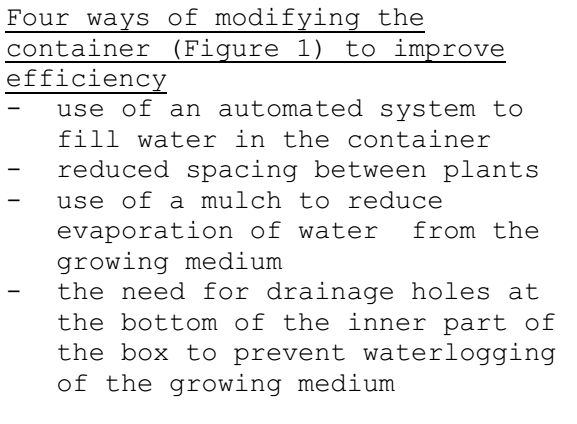 Four ways of modifying the
container (Figure 1) to improve
efficiency
- use of an automated system to
fill water in the container
- reduced spacing between plants
- use of a mulch to reduce
evaporation of water from the
growing medium
- the need for drainage holes at
the bottom of the inner part of
the box to prevent waterlogging
of the growing medium